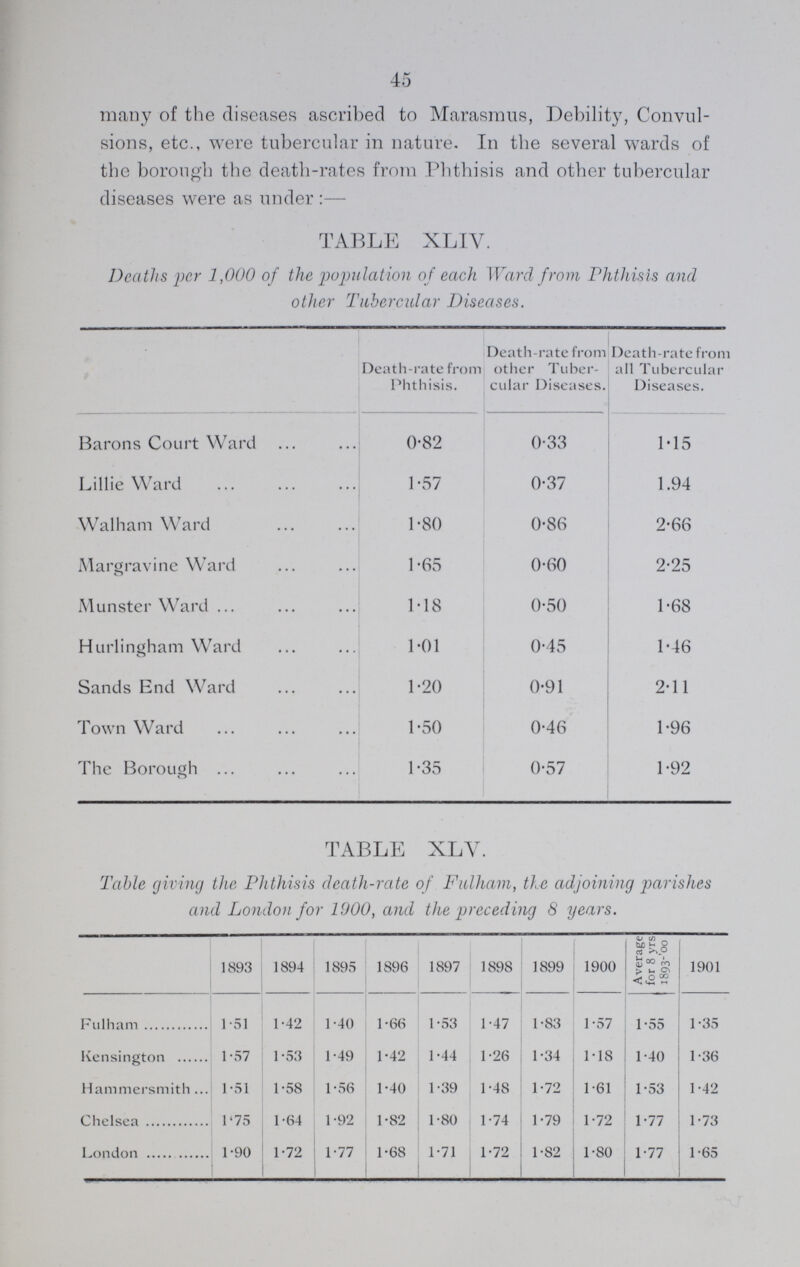 45
many of the diseases ascribed to Marasmus, Debility, Convul-
sions, etc., were tubercular in nature. In the several wards of
the borough the death-rates from Phthisis and other tubercular
diseases were as under :—
TABLE XLIV.
Deaths per 1,000 of the population of each Ward from Phthisis and
other Tubercular Diseases.
Death-rate from Phthisis. Death-rate from other Tuber-cular Diseases. Death-rate from all Tubercular Diseases.
Barons Court Ward ... ... 0·82 0·33 1·15
Lillie Ward ... ... ... 1·57 0·37 1.94
Walham Ward ... ... 1·80 0·86 2·66
Margravine Ward ... ... 1·65 0·60 2·25
Munster Ward ... ... ... 1·18 0·50 1·68
Hurlingham Ward ... ... 1·01 0·45 1·46
Sands End Ward ... ... 1·20 0·91 2·11
Town Ward ... ... ... 1·50 0·46 1·96
The Borough ... ... ... 1·35 0·57 1·92
TABLE XLV.
Table giving the Phthisis death-rate of Fulham, the adjoining parishes
and London for 1900, and the preceding 8 years.
1893 1894 1895 1896 1897 1898 1899 1900 Average for 8 yrs 1893-'00 1901
Fulham ............ 1·51 1·42 1·40 1·66 1·53 1·47 1·83 1·57 1·55 1·35
Kensington ...... 1·57 1·53 1·49 1·42 1·44 1·26 1·34 1·18 1·40 1·36
Hammersmith ... 1·51 1·58 1·56 1·40 1·39 1·48 1·72 1·61 1·53 1·42
Chelsea ............ 1·75 1·64 1·92 1·82 1·80 1·74 1·79 1·72 1·77 1·73
London ............ 1·90 1·72 1·77 1·68 1·71 1·72 1·82 1·80 1·77 1·65